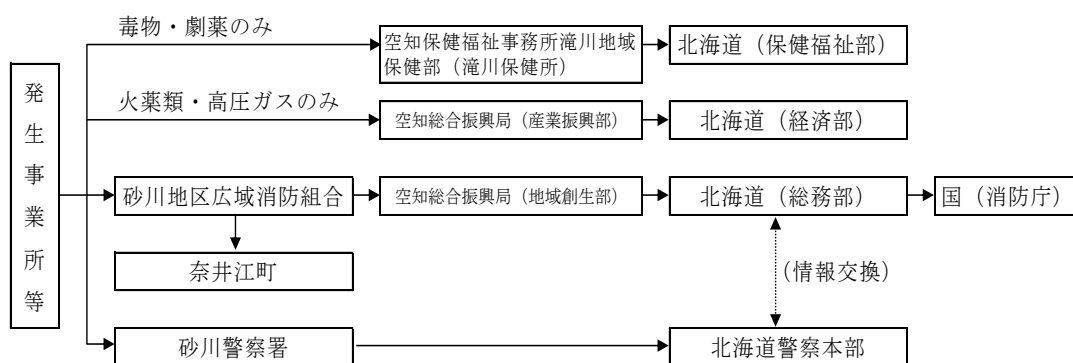 毒物・劇薬のみ
空知保健福祉事務所滝川地域
保健部（滝川保健所）
北海道（保健福祉部）
火薬類・高圧ガスのみ
空知総合振興局（産業振興部）
北海道（経済部）
発生事業所等
砂川地区広域消防組合
空知総合振興局（地域創生部）
北海道（総務部）
国（消防庁）
奈井江町
（情報交換）
砂川警察署
北海道警察本部